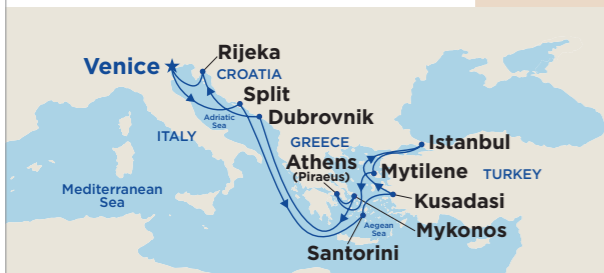 Rijeka
Venice
CROATIA
Split
Adriatic
Sea
Dubrovnik
ITALY
GREECE
Istanbul
Athens
(Piraeus)
Mytilene
TURKEY
Mediterranean
Sea
Kusadasi
Aegean
Sea
Mykonos
Santorini